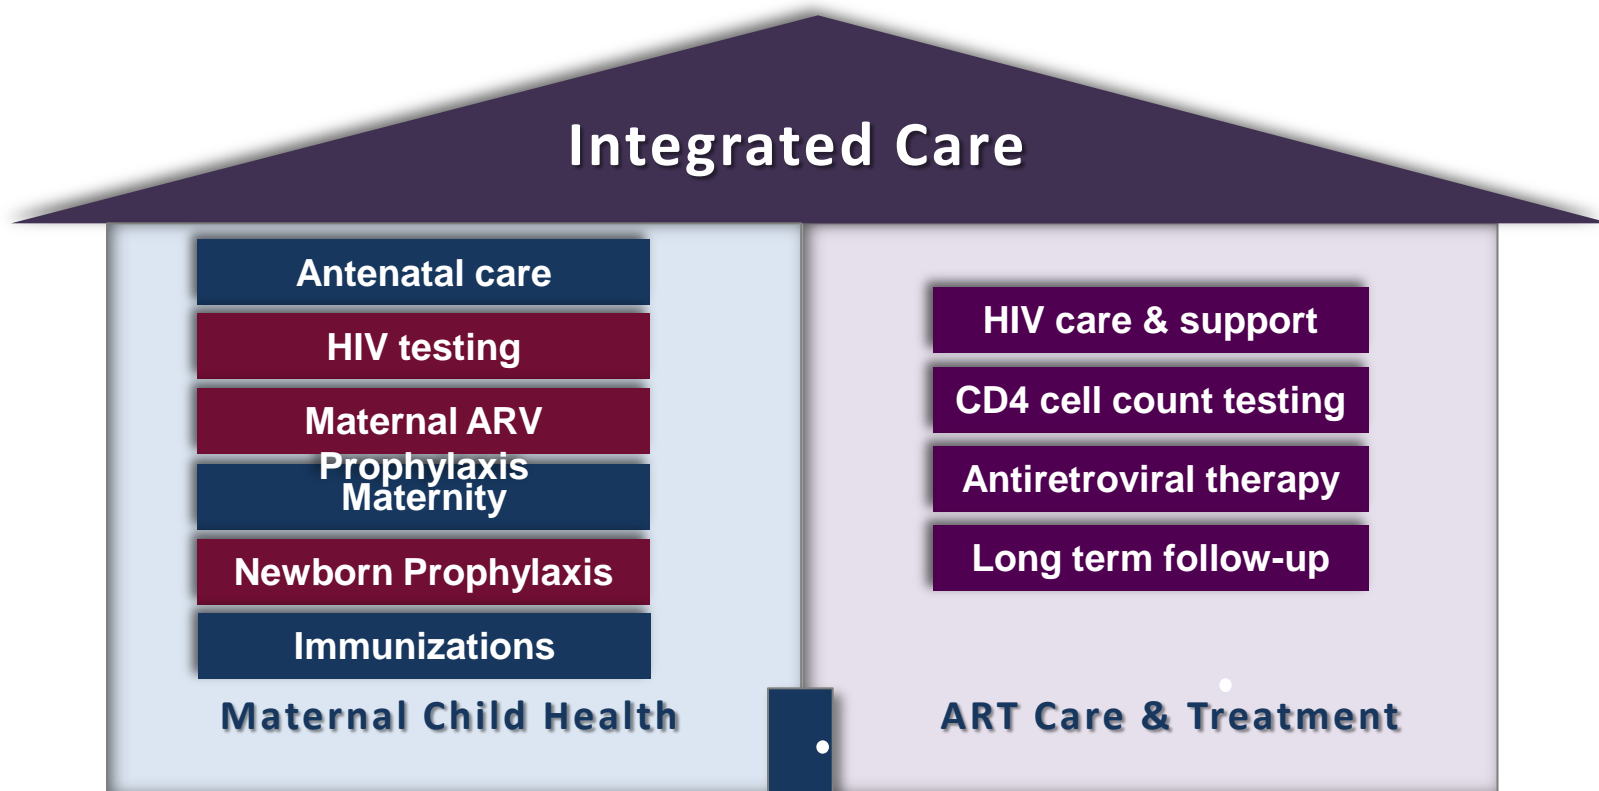 Integrated Care
Antenatal care
HIV testing
Maternal ARV
Prophylaxis
Maternity
Newborn Prophylaxis
Immunizations
Maternal Child Health
HIV care & support
CD4 cell count testing
Antiretroviral therapy
Long term follow-up
ART Care & Treatment